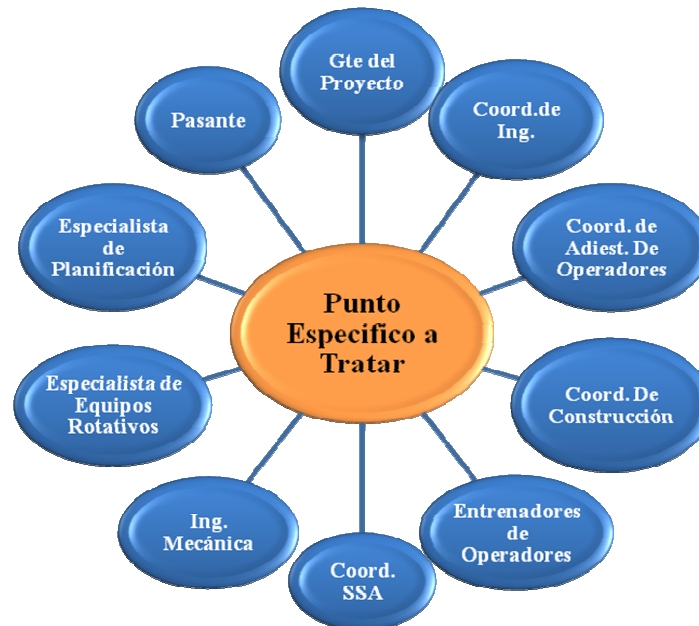 Gte del
Proyecto
Coord.de
Ing.
Coord. de
Adiest. De
Operadores
Coord. De
Construcción
Entrenadores
de
Operadores
Coord.
SSA
Ing.
Mecánica
Especialista de
Equipos
Rotativos
Especialista
de
Planificación
Pasante
Punto
Especifico a
Tratar